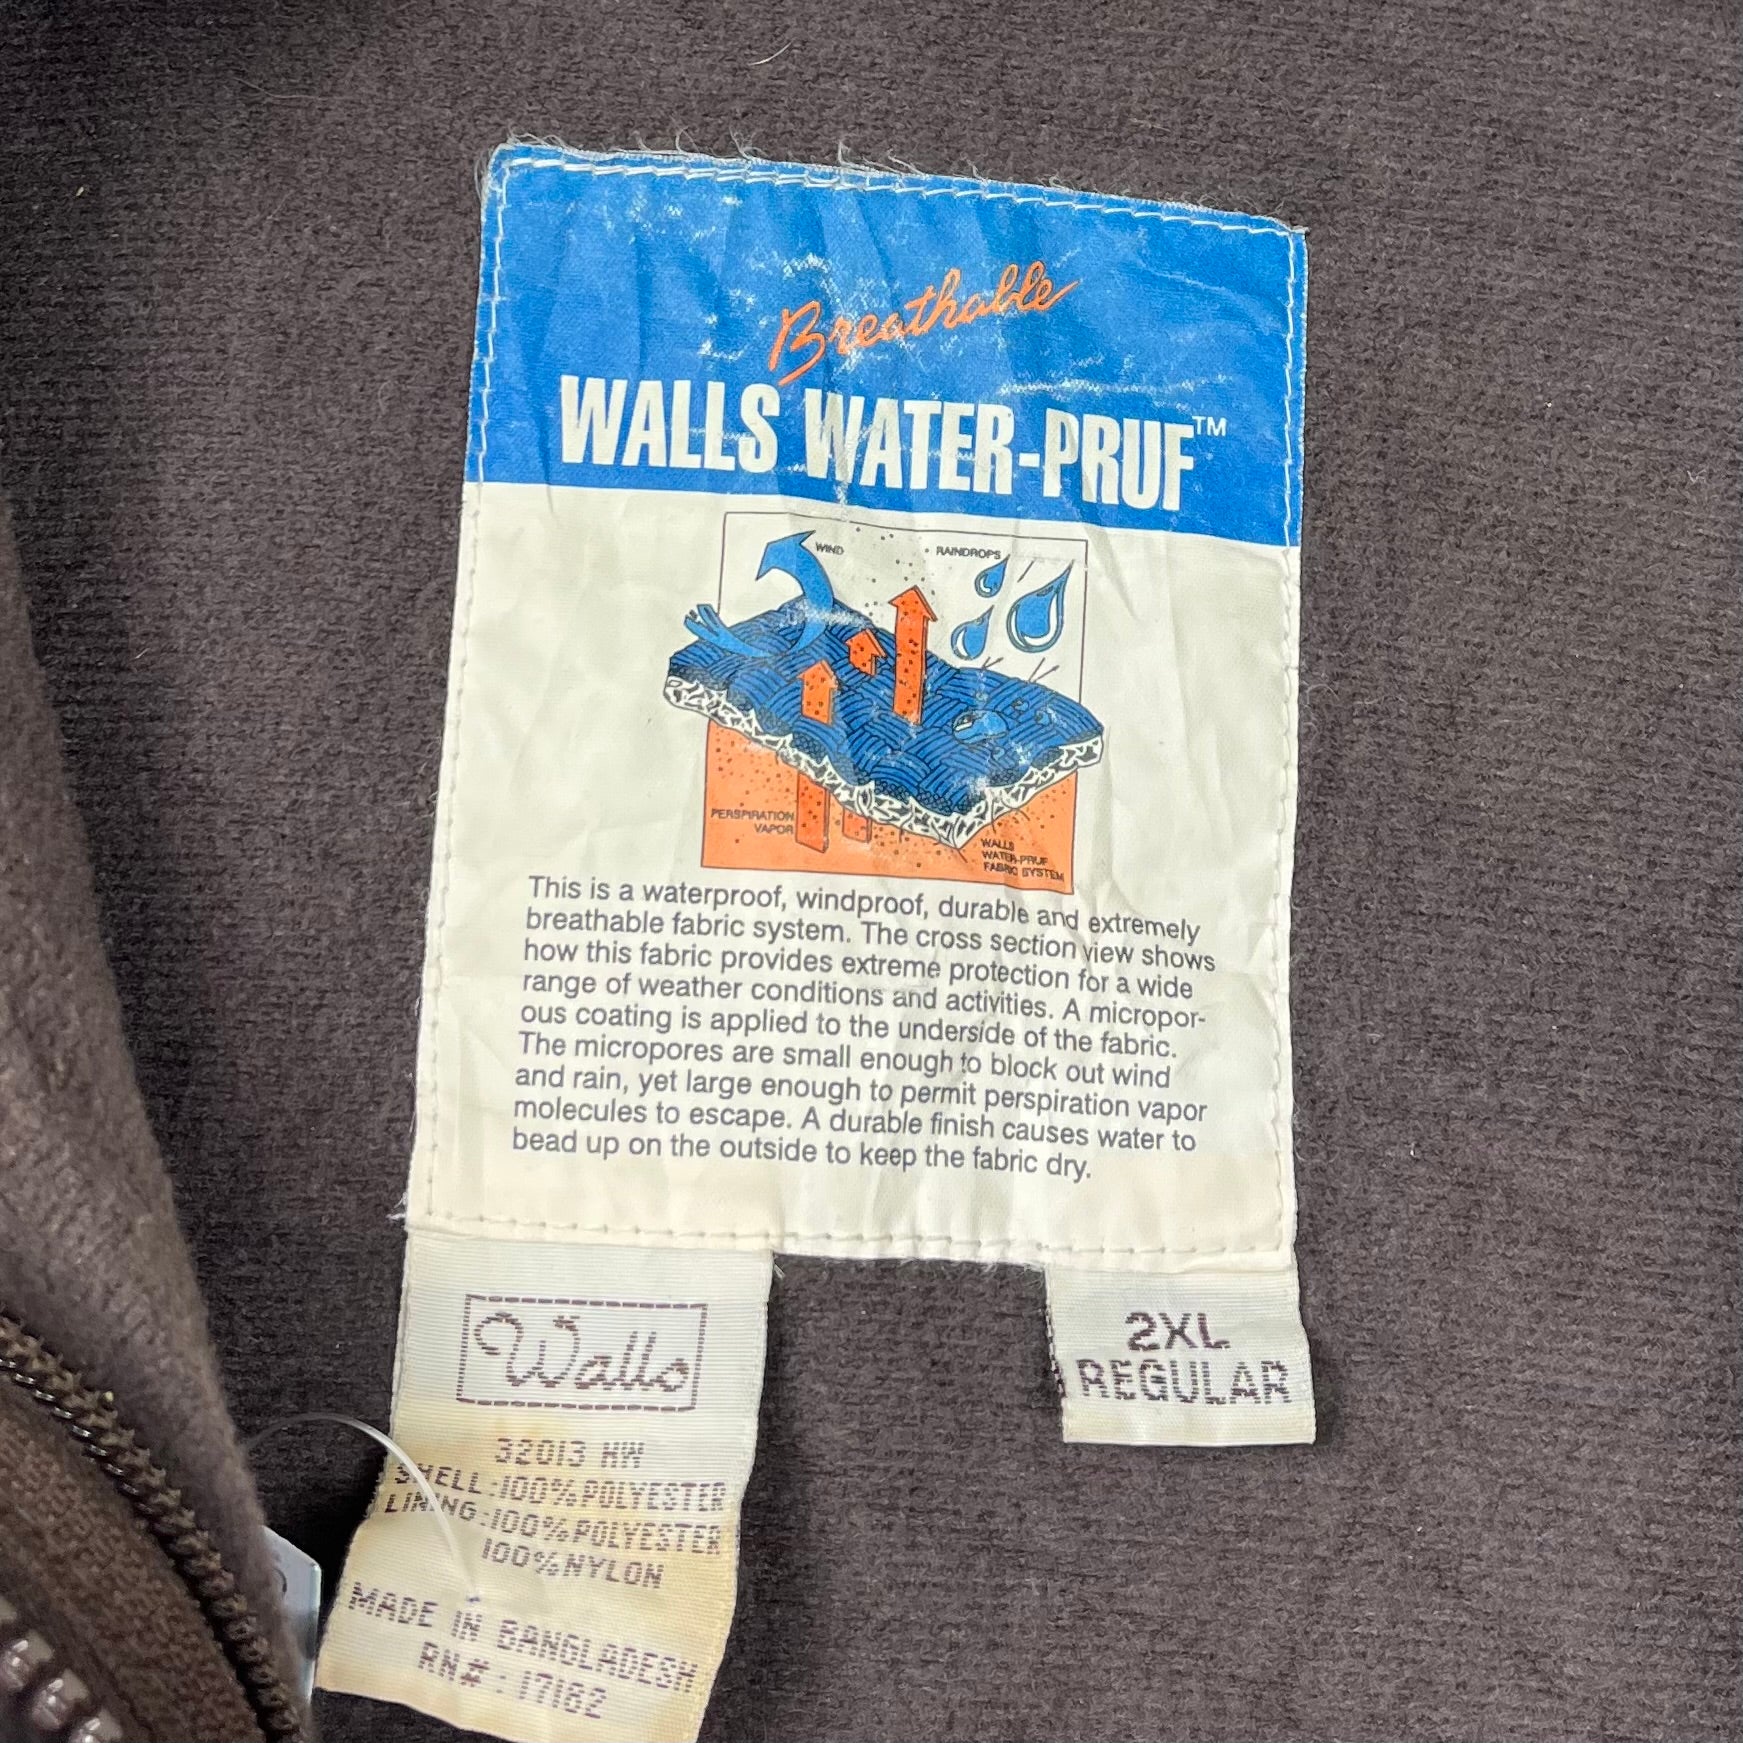 Breathable
WALLS WATER-PRUF™
WIND
RAINDROPS
PERSPIRATION
VAPOR
WALLS
WATER-PRUF
FABRIC SYSTEM
This is a waterproof, windproof, durable and extremely
breathable fabric system. The cross section view shows
how this fabric provides extreme protection for a wide
range of weather conditions and activities. A micropor-
ous coating is applied to the underside of the fabric.
The micropores are small enough to block out wind
and rain, yet large enough to permit perspiration vapor
molecules to escape. A durable finish causes water to
bead up on the outside to keep the fabric dry.
Walls
32013 HW
SHELL:100%POLYESTER
LINING:100%POLYESTER
100%NYLON
MADE IN BANGLADESH
RN#:17182
2XL
REGULAR